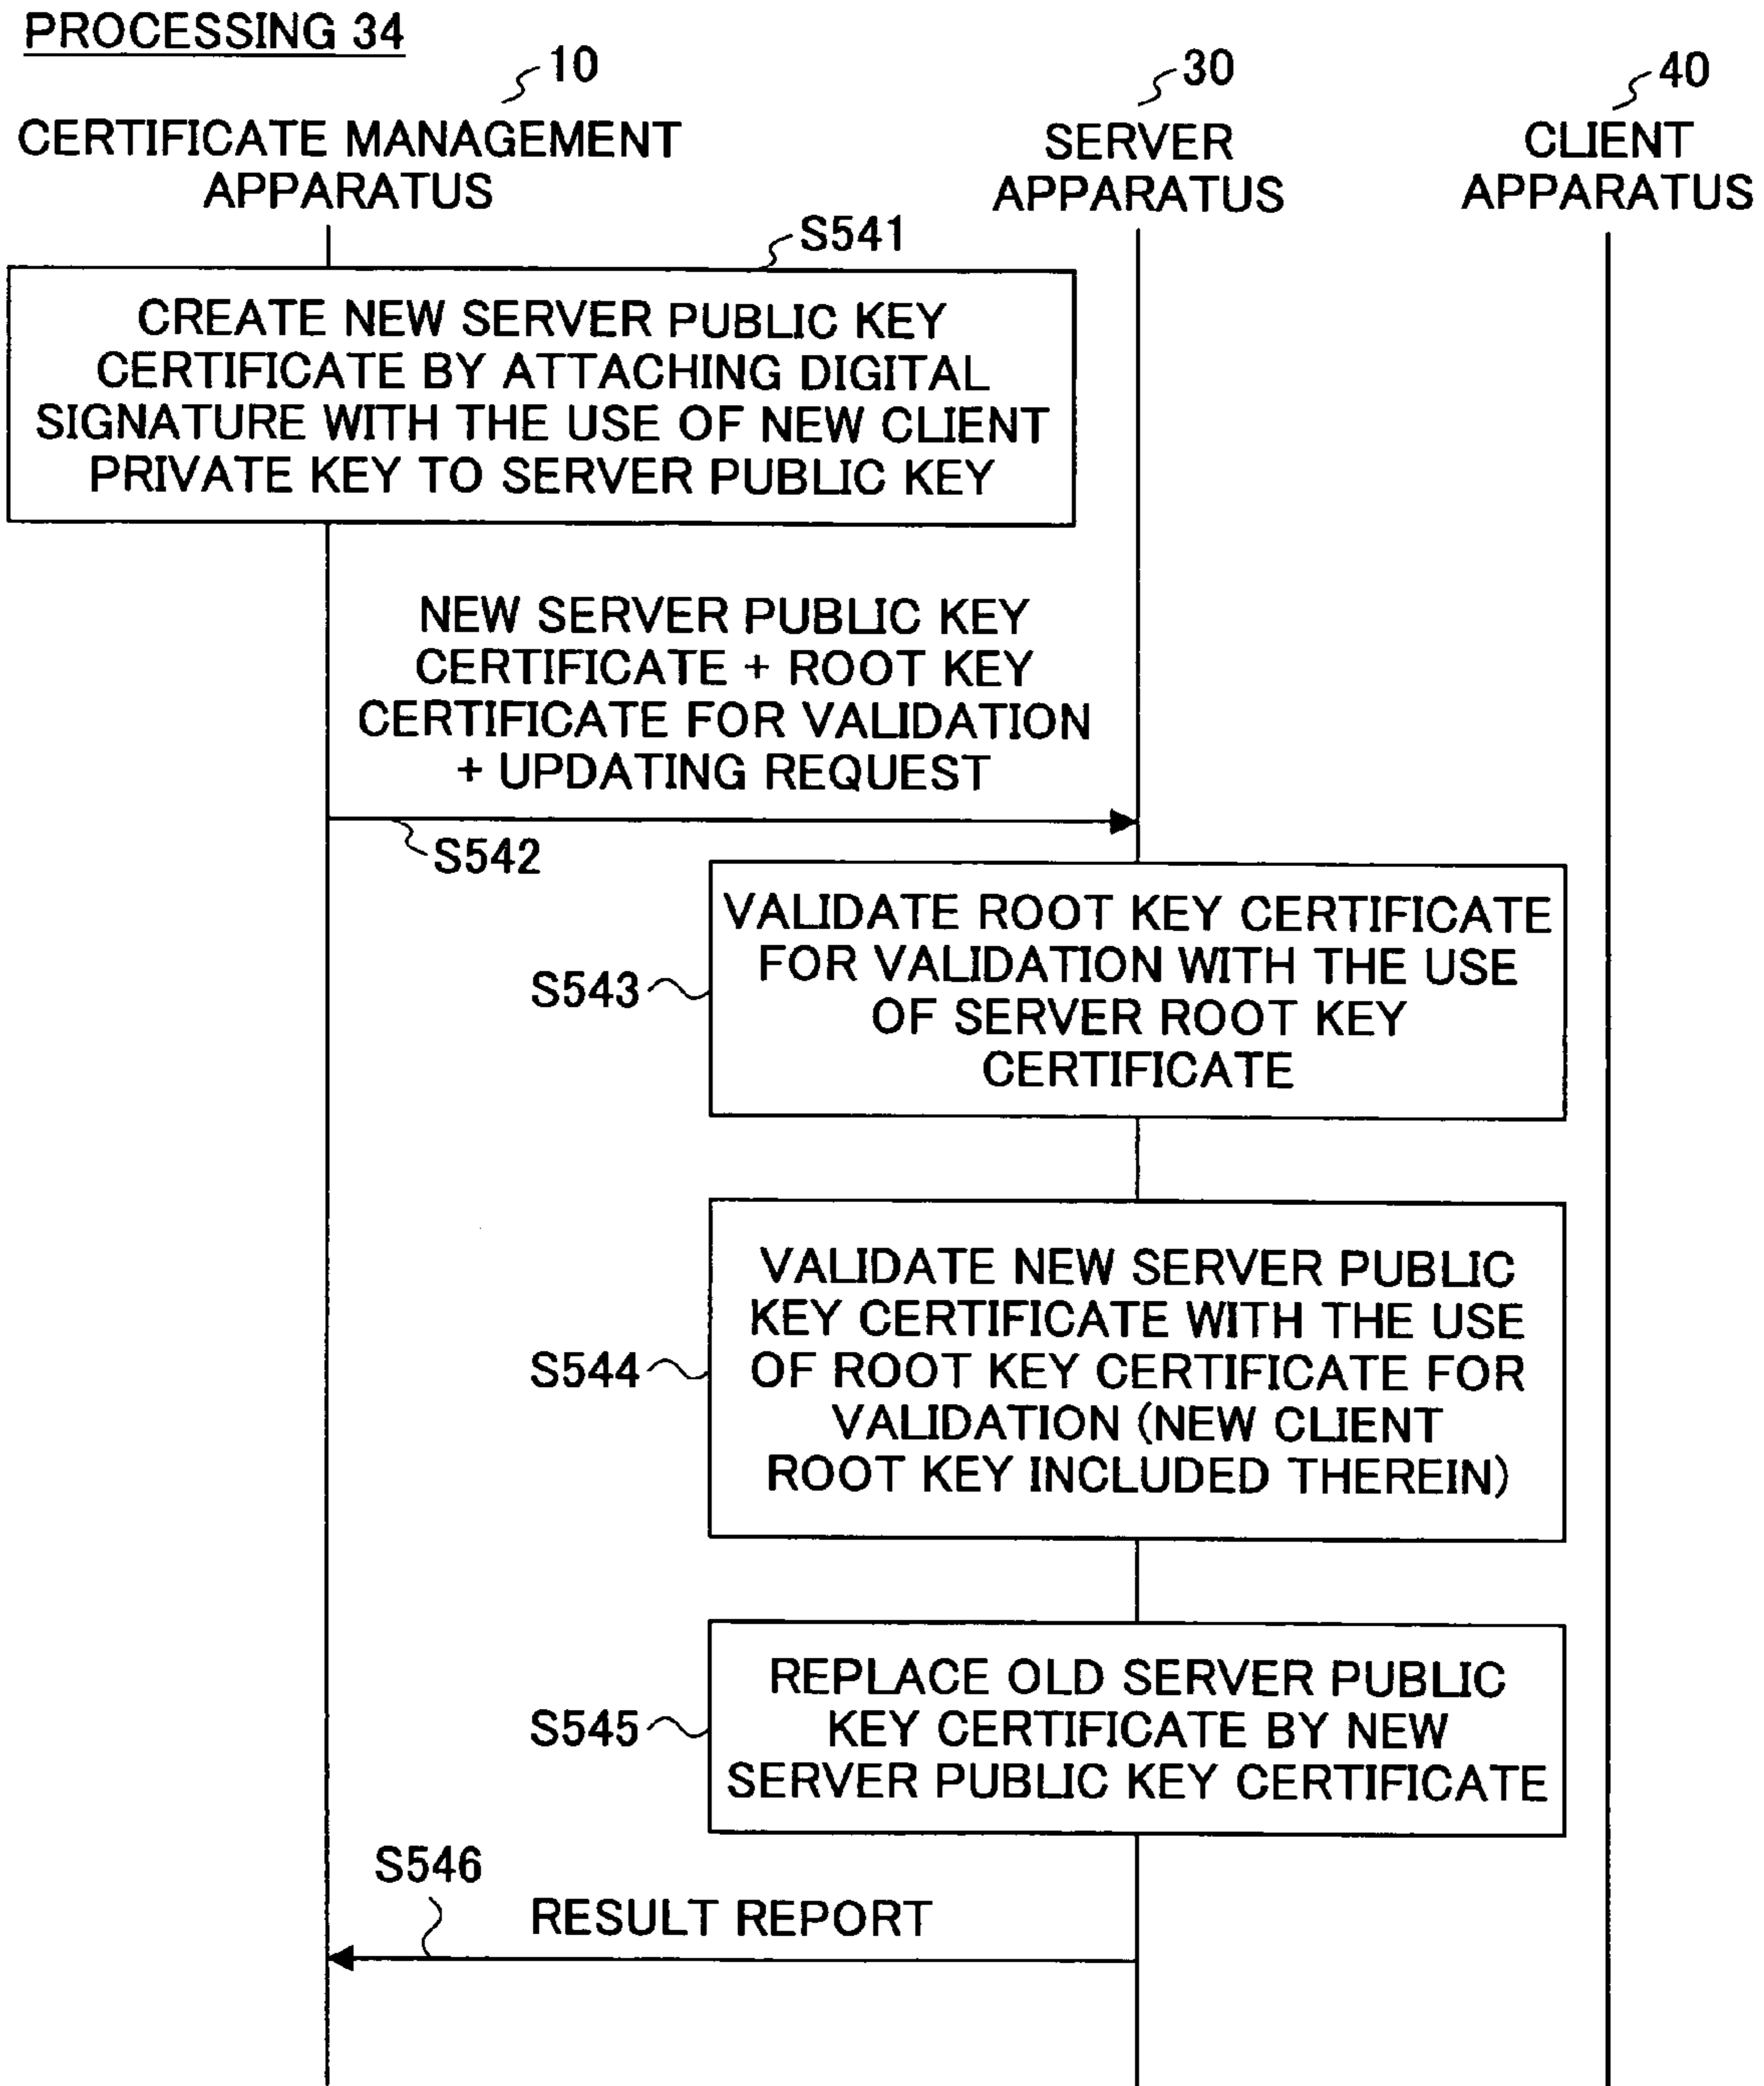 PROCESSING 34
10
30
40
CERTIFICATE MANAGEMENT
APPARATUS
SERVER
APPARATUS
CLIENT
APPARATUS
S541
CREATE NEW SERVER PUBLIC KEY
CERTIFICATE BY ATTACHING DIGITAL
SIGNATURE WITH THE USE OF NEW CLIENT
PRIVATE KEY TO SERVER PUBLIC KEY
NEW SERVER PUBLIC KEY
CERTIFICATE + ROOT KEY
CERTIFICATE FOR VALIDATION
+ UPDATING REQUEST
S542
S543
VALIDATE ROOT KEY CERTIFICATE
FOR VALIDATION WITH THE USE
OF SERVER ROOT KEY
CERTIFICATE
S544
VALIDATE NEW SERVER PUBLIC
KEY CERTIFICATE WITH THE USE
OF ROOT KEY CERTIFICATE FOR
VALIDATION (NEW CLIENT
ROOT KEY INCLUDED THEREIN)
S545
REPLACE OLD SERVER PUBLIC
KEY CERTIFICATE BY NEW
SERVER PUBLIC KEY CERTIFICATE
S546
RESULT REPORT